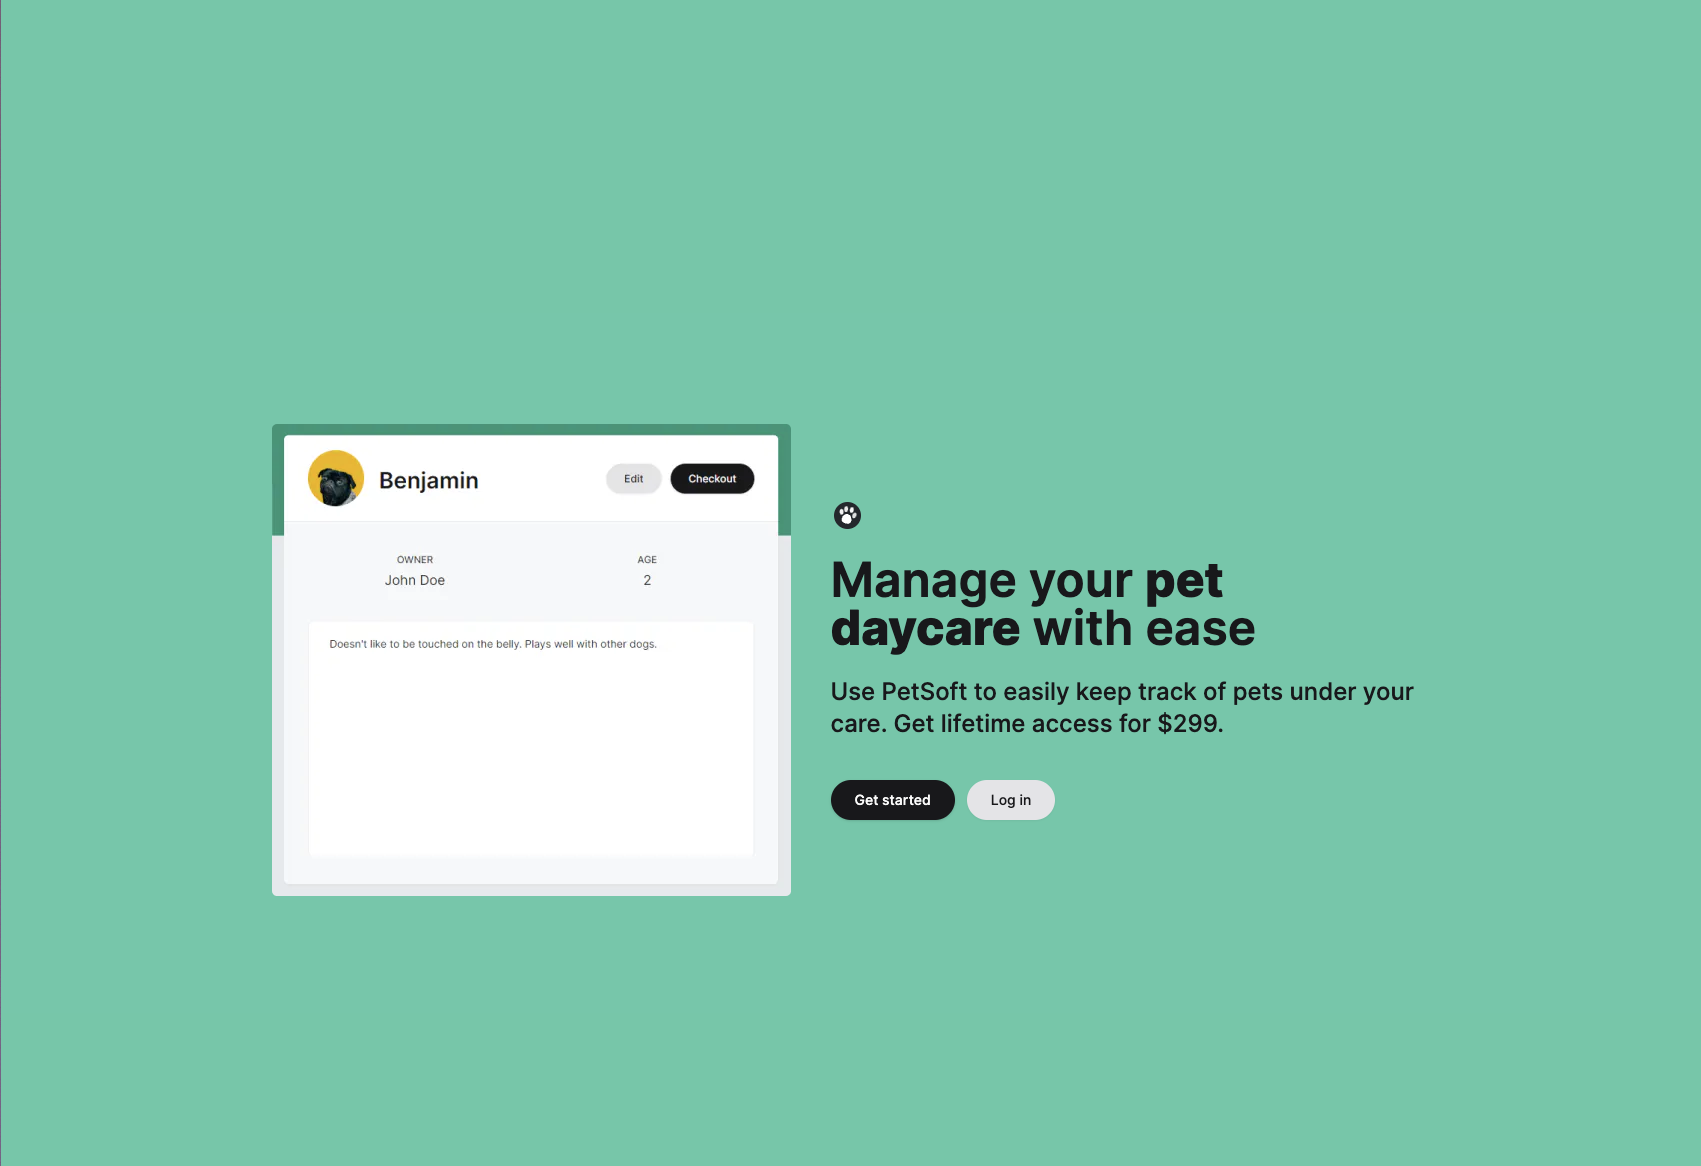 Benjamin
Edit
Checkout
OWNER
AGE
John Doe
2
Doesn't like to be touched on the belly. Plays well with other dogs.
Manage your pet
daycare with ease
Use PetSoft to easily keep track of pets under your
care. Get lifetime access for $299.
Get started
Log in